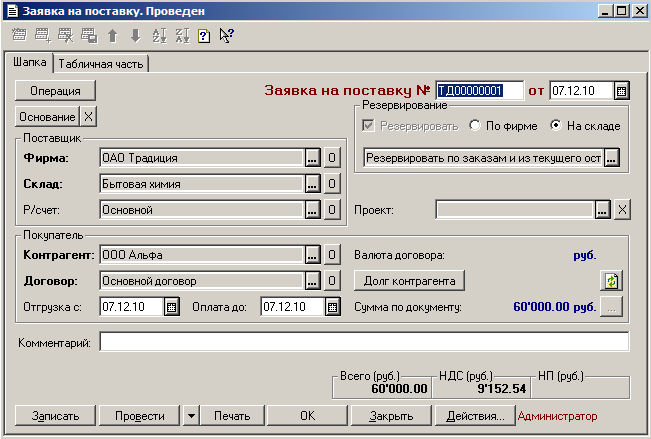 Заявка на поставку. Проведен
Шапка Табличная часть
Операция
Заявка на поставку № ТД00000001 от 07.12.10
Основание X
Резервирование
Резервировать По фирме На складе
Резервировать по заказам и из текущего ост ...
Поставщик
Фирма: ОАО Традиция ... О
Склад: Бытовая химия ... О
Р/счет: Основной ... О
Проект: ... X
Покупатель
Контрагент: ООО Альфа ... О
Валюта договора: руб.
Договор: Основной договор ... О
Долг контрагента
Отгрузка с: 07.12.10 Оплата до: 07.12.10
Сумма по документу: 60'000.00 руб. ...
Комментарий:
Всего (руб.) НДС (руб.) НП (руб.)
60'000.00 9'152.54
Записать Провести Печать OK Закрыть Действия... Администратор